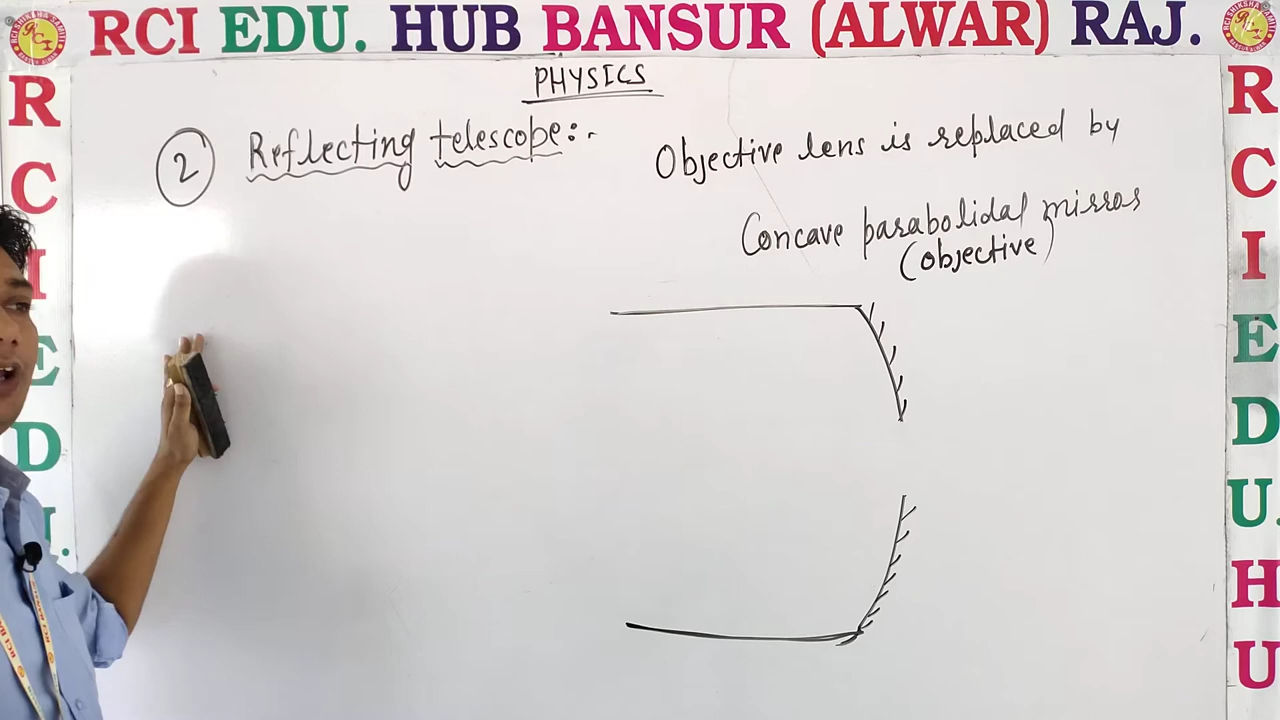 RCI EDU. HUB BANSUR (ALWAR) RAJ.
PHYSICS
2 Reflecting telescope:-
Objective lens is replaced by
Concave parabolidal mirror
(objective)
R
C
I
E
D
U.
R
C
I
E
D
U.
H
U